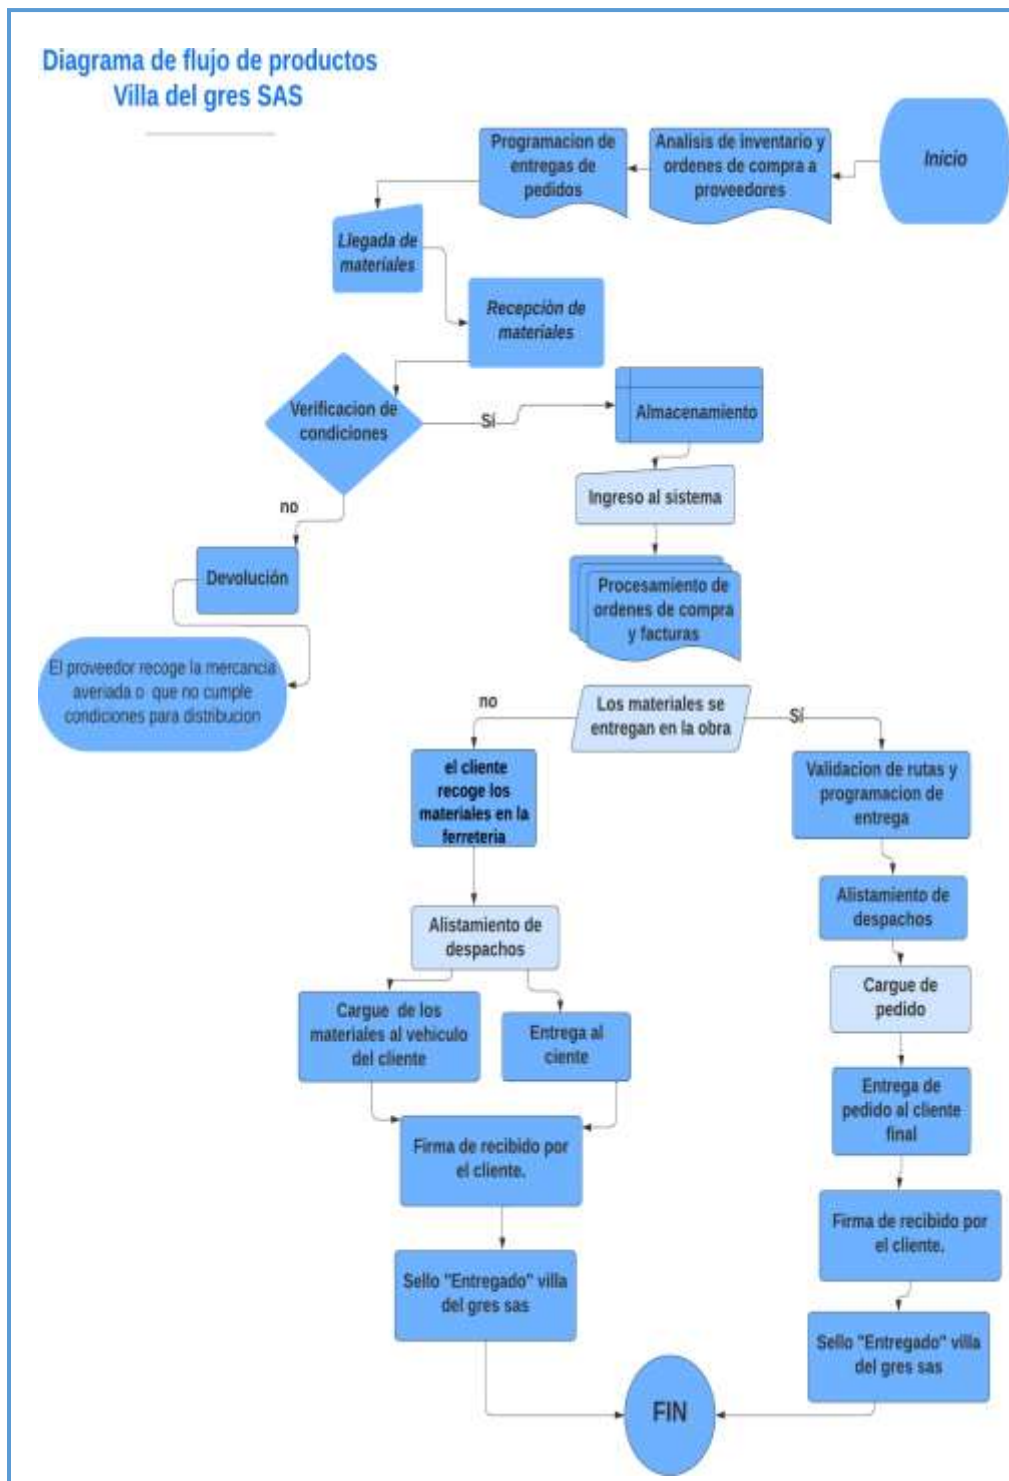 Diagrama de flujo de productos
Villa del gres SAS
Inicio
Analisis de inventario y
ordenes de compra a
proveedores
Programacion de
entregas de
pedidos
Llegada de
materiales
Recepciòn de
materiales
Verificacion de
condiciones
Sí
Almacenamiento
no
Ingreso al sistema
Devolución
Procesamiento de
ordenes de compra
y facturas
El proveedor recoge la mercancia
averiada o que no cumple
condiciones para distribucion
Los materiales se
entregan en la obra
no
Sí
el cliente
recoge los
materiales en la
ferreteria
Validacion de rutas y
programacion de
entrega
Alistamiento de
despachos
Alistamiento de
despachos
Cargue de los
materiales al vehiculo
del cliente
Entrega al
ciente
Cargue de
pedido
Entrega de
pedido al cliente
final
Firma de recibido por
el cliente.
Firma de recibido por
el cliente.
Sello "Entregado" villa
del gres sas
Sello "Entregado" villa
del gres sas
FIN